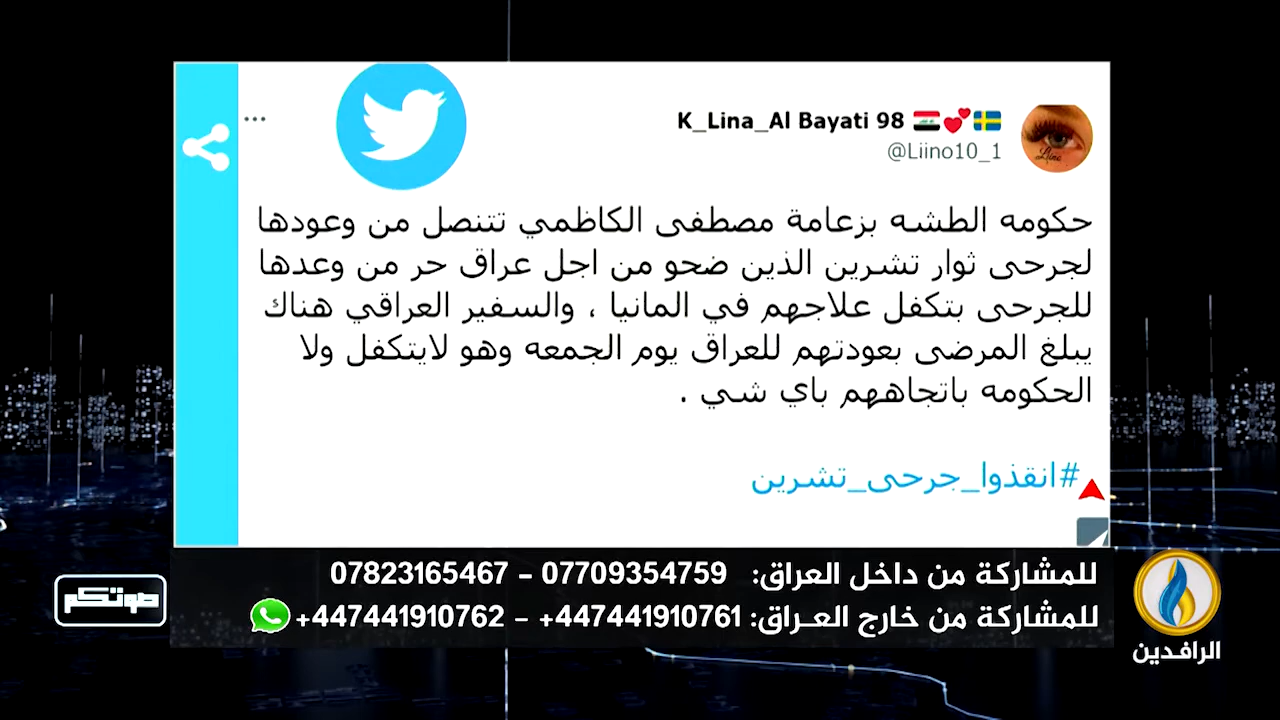 K_Lina_Al Bayati 98 🇮🇶💕🇸🇪
@Liino10_1
حكومه الطشه بزعامة مصطفى الكاظمي تتنصل من وعودها
لجرحى ثوار تشرين الذين ضحو من اجل عراق حر من وعدها
للجرحى بتكفل علاجهم في المانيا ، والسفير العراقي هناك
يبلغ المرضى بعودتهم للعراق يوم الجمعه وهو لايتكفل ولا
الحكومه باتجاههم باي شي .
#انقذوا_جرحى_تشرين
للمشاركة من داخل العراق: 07709354759 - 07823165467
للمشاركة من خارج العراق: 447441910761+ - 447441910762+
صوتكم
الرافدين